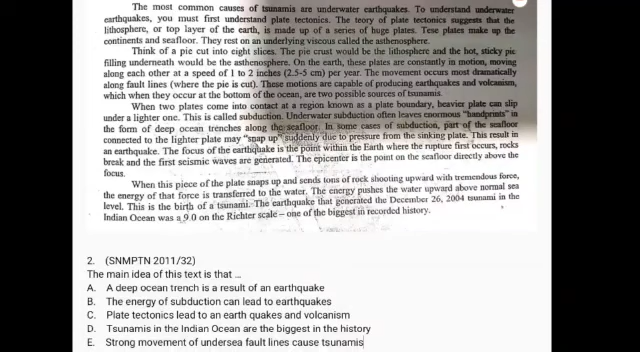 The most common causes of tsunamis are underwater earthquakes. To understand underwater
earthquakes, you must first understand plate tectonics. The teory of plate tectonics suggests that the
lithosphere, or top layer of the earth, is made up of a series of huge plates. Tese plates make up the
continents and seafloor. They rest on an underlying viscous called the asthenosphere.
Think of a pie cut into eight slices. The pie crust would be the lithosphere and the hot, sticky pie
filling underneath would be the asthenosphere. On the earth, these plates are constantly in motion, moving
along each other at a speed of 1 to 2 inches (2.5-5 cm) per year. The movement occurs most dramatically
along fault lines (where the pie is cut). These motions are capable of producing earthquakes and volcanism,
which when they occur at the bottom of the ocean, are two possible sources of tsunamis.
When two plates come into contact at a region known as a plate boundary, beavier plate can slip
under a lighter one. This is called subduction. Underwater subduction often leaves enormous "handprints" in
the form of deep ocean trenches along the seafloor. In some cases of subduction, part of the seafloor
connected to the lighter plate may "snap up" suddenly due to pressure from the sinking plate. This result in
an earthquake. The focus of the earthquake is the point within the Earth where the rupture first occurs, rocks
break and the first seismic waves are generated. The epicenter is the point on the seafloor directly above the
focus.
When this piece of the plate snaps up and sends tons of rock shooting upward with tremendous force,
the energy of that force is transferred to the water. The energy pushes the water upward above normal sea
level. This is the birth of a tsunami. The earthquake that generated the December 26, 2004 tsunami in the
Indian Ocean was a 9.0 on the Richter scale – one of the biggest in recorded history.
2. (SNMPTN 2011/32)
The main idea of this text is that ...
A. A deep ocean trench is a result of an earthquake
B. The energy of subduction can lead to earthquakes
C. Plate tectonics lead to an earth quakes and volcanism
D. Tsunamis in the Indian Ocean are the biggest in the history
E. Strong movement of undersea fault lines cause tsunamis